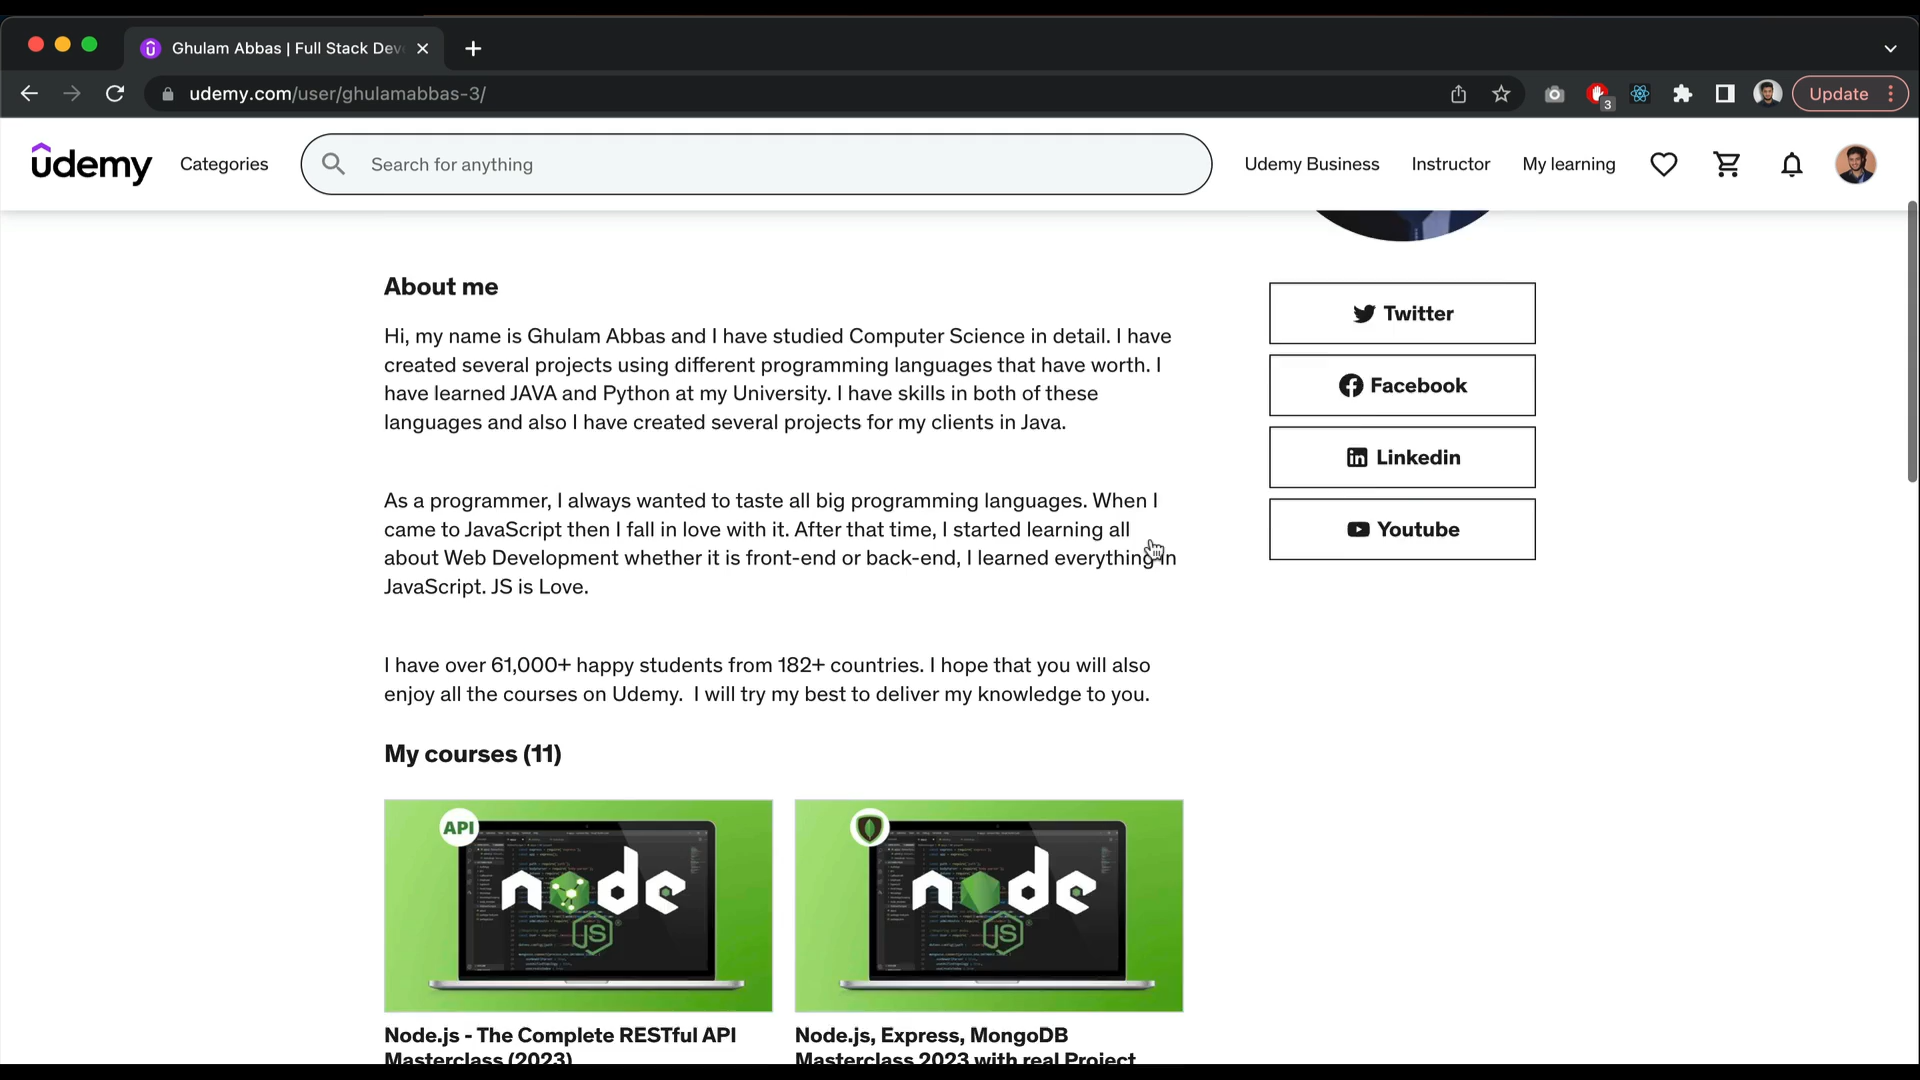 Ghulam Abbas | Full Stack Dev
udemy.com/user/ghulamabbas-3/
3
Update
udemy
Categories
Search for anything
Udemy Business
Instructor
My learning
About me
Hi, my name is Ghulam Abbas and I have studied Computer Science in detail. I have
created several projects using different programming languages that have worth. I
have learned JAVA and Python at my University. I have skills in both of these
languages and also I have created several projects for my clients in Java.
As a programmer, I always wanted to taste all big programming languages. When I
came to JavaScript then I fall in love with it. After that time, I started learning all
about Web Development whether it is front-end or back-end, I learned everything in
JavaScript. JS is Love.
I have over 61,000+ happy students from 182+ countries. I hope that you will also
enjoy all the courses on Udemy. I will try my best to deliver my knowledge to you.
Twitter
Facebook
Linkedin
Youtube
My courses (11)
API
node
JS
node
JS
Node.js - The Complete RESTful API
Masterclass (2023)
Node.js, Express, MongoDB
Masterclass 2023 with real Project